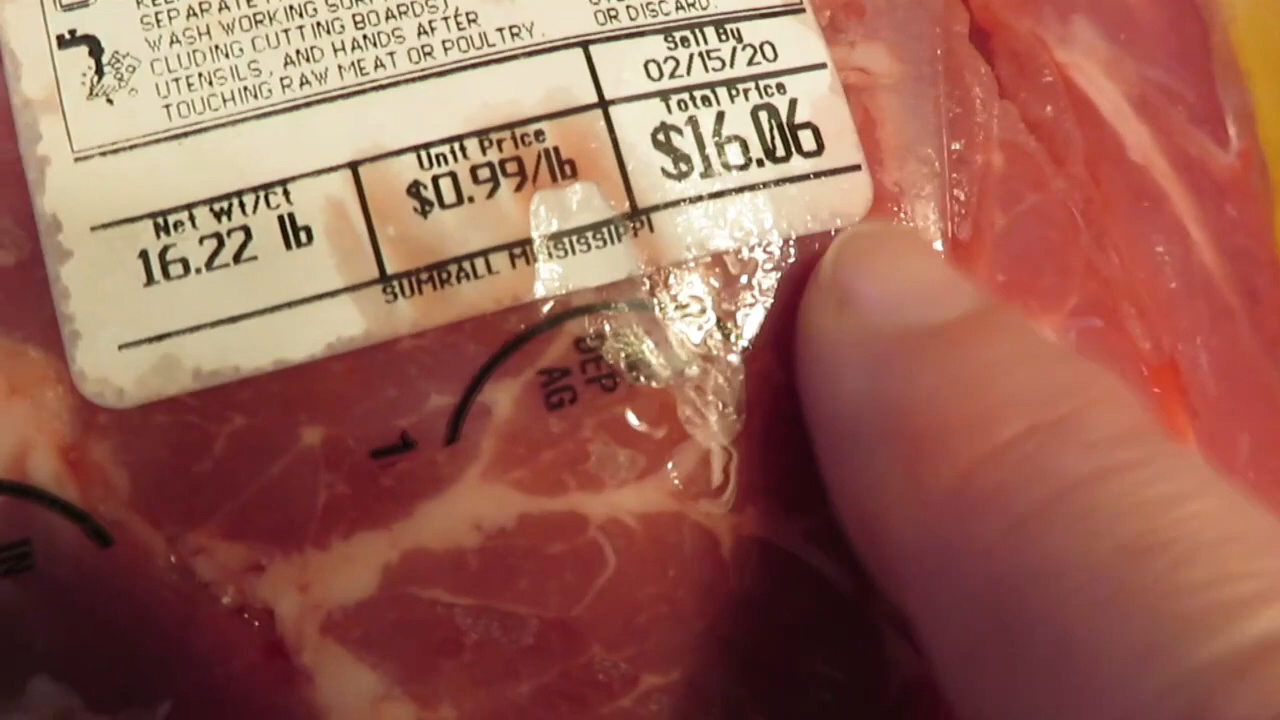 SEPARATE
WASH WORKING
CLUDING CUTTING BOARDS),
UTENSILS, AND HANDS AFTER
TOUCHING RAW MEAT OR POULTRY.
OR DISCARD.
Sell By
02/15/20
Net Wt/Ct
16.22 lb
Unit Price
$0.99/lb
Total Price
$16.06
SUMRALL MISSISSIPPI
DEP
AG
1
IN